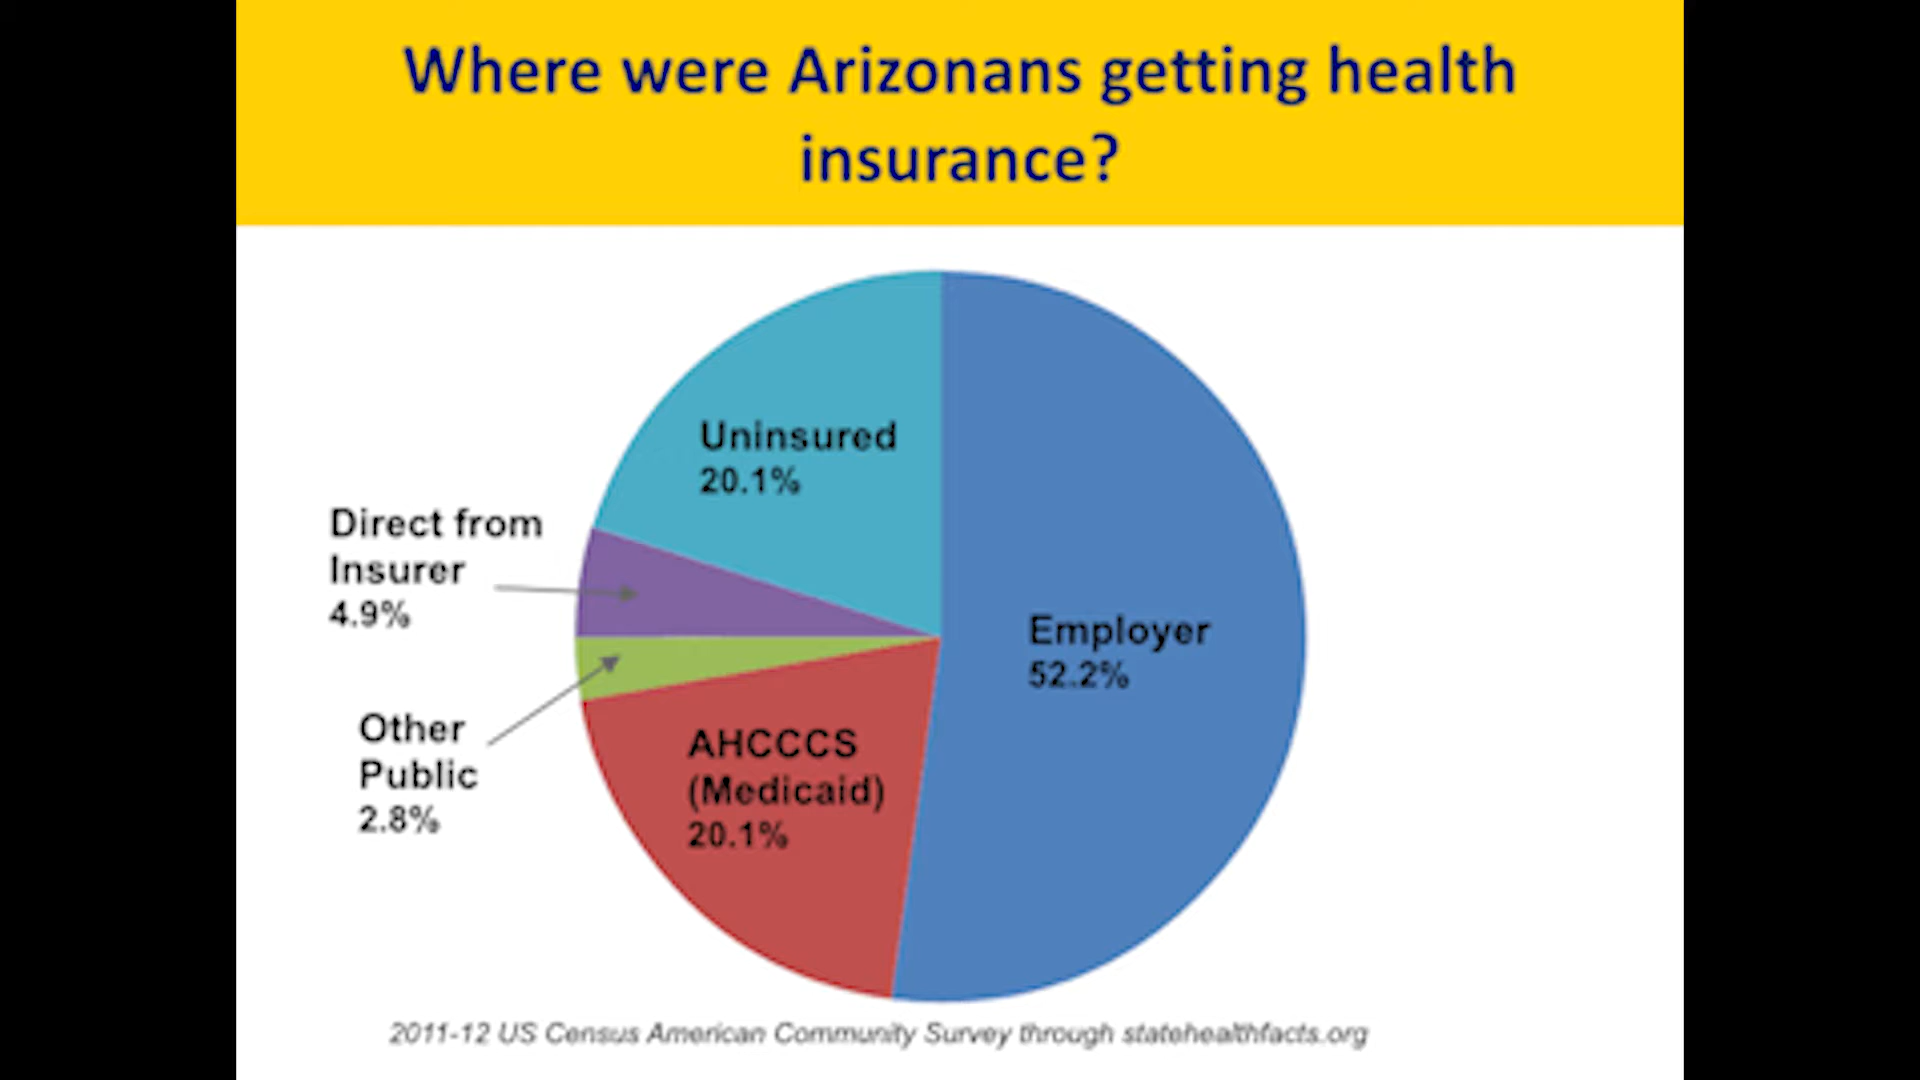 Where were Arizonans getting health
insurance?
Uninsured
20.1%
Direct from
Insurer
4.9%
Employer
52.2%
Other
Public
2.8%
AHCCCS
(Medicaid)
20.1%
2011-12 US Census American Community Survey through statehealthfacts.org